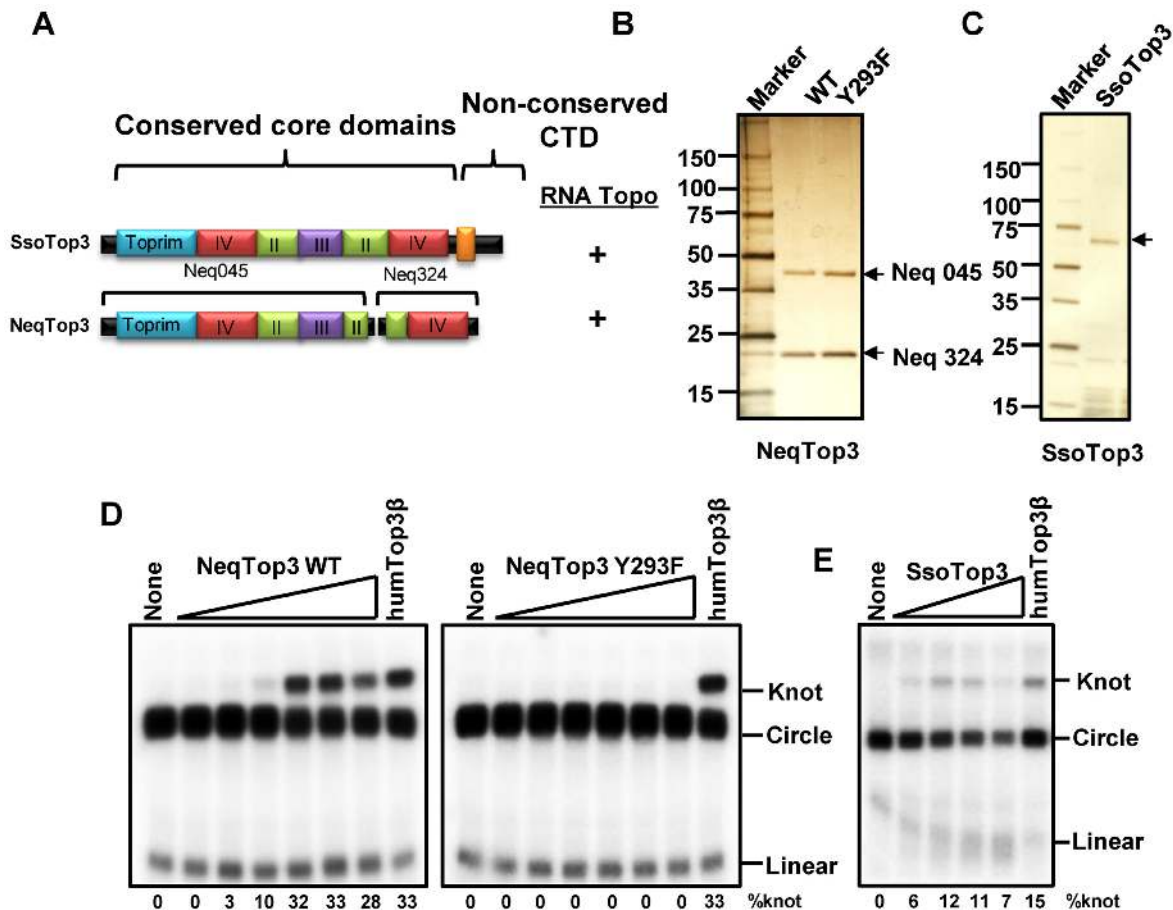 A
Conserved core domains
Non-conserved
CTD
RNA Topo
SsoTop3
Toprim IV II III II IV
+
Neq045 Neq324
NeqTop3
Toprim IV II III II IV
+
B
Marker
WT
Y293F
150
100
75
50
35
25
15
Neq 045
Neq 324
NeqTop3
C
Marker
SsoTop3
150
100
75
50
35
25
15
SsoTop3
D
None
NeqTop3 WT
humTop3β
None
NeqTop3 Y293F
humTop3β
Knot
Circle
Linear
0 0 3 10 32 33 28 33
0 0 0 0 0 0 0 33 %knot
E
None
SsoTop3
humTop3β
Knot
Circle
Linear
0 6 12 11 7 15 %knot